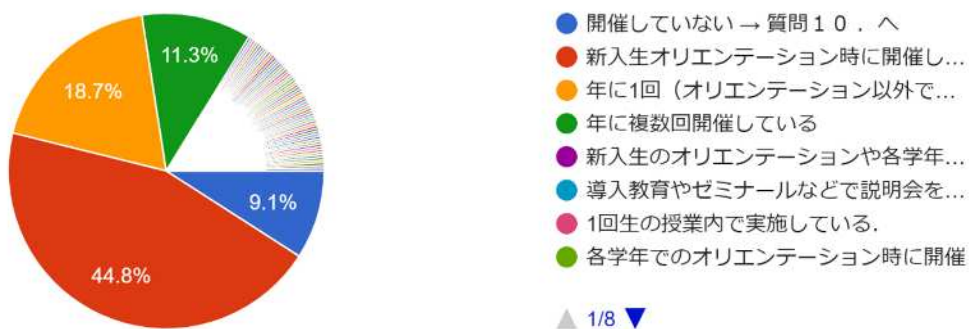 11.3%
18.7%
9.1%
44.8%
開催していない → 質問１０．へ
新入生オリエンテーション時に開催し...
年に1回（オリエンテーション以外で...
年に複数回開催している
新入生のオリエンテーションや各学年...
導入教育やゼミナールなどで説明会を...
1回生の授業内で実施している.
各学年でのオリエンテーション時に開催
▲ 1/8 ▼